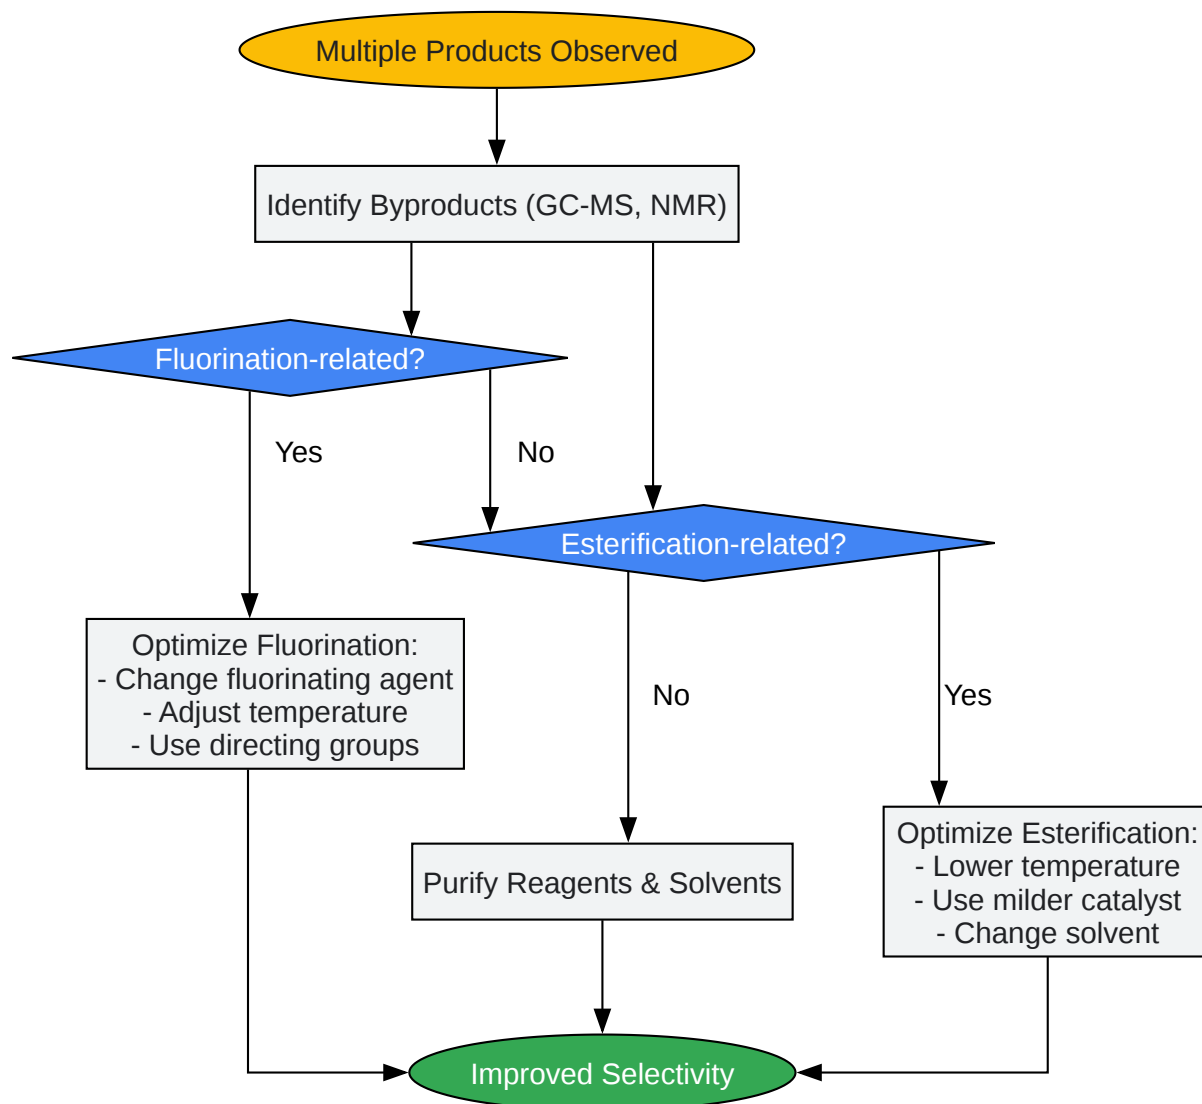 Multiple Products Observed
Identify Byproducts (GC-MS, NMR)
Fluorination-related?
Yes
No
Esterification-related?
Optimize Fluorination:
- Change fluorinating agent
- Adjust temperature
- Use directing groups
No
Yes
Purify Reagents & Solvents
Optimize Esterification:
- Lower temperature
- Use milder catalyst
- Change solvent
Improved Selectivity